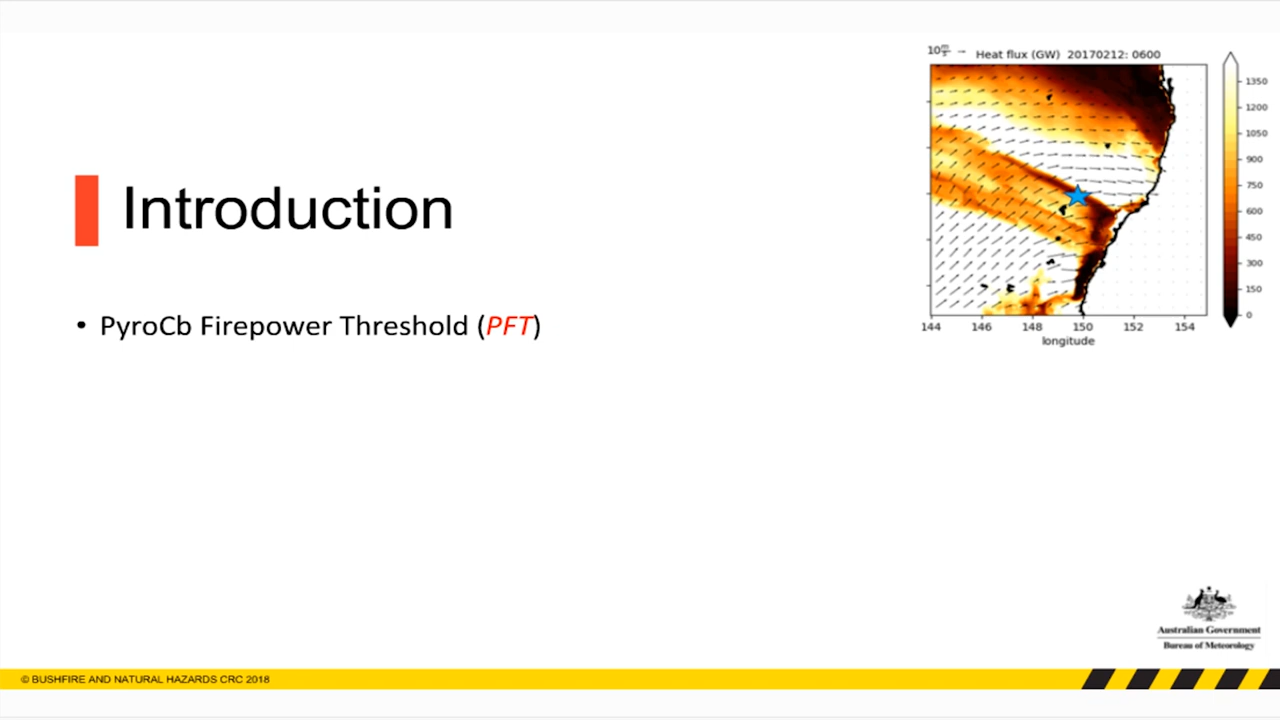 10 m/s →
Heat flux (GW) 20170212: 0600
1350
1200
1050
900
750
600
450
300
150
0
144 146 148 150 152 154
longitude
Introduction
• PyroCb Firepower Threshold (PFT)
Australian Government
Bureau of Meteorology
© BUSHFIRE AND NATURAL HAZARDS CRC 2018